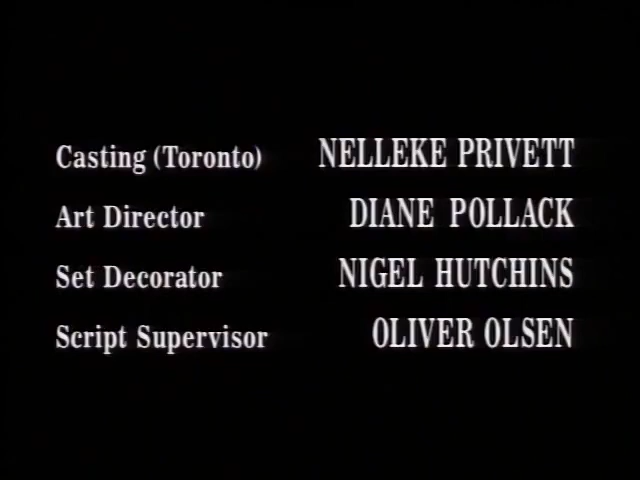 Casting (Toronto) NELLEKE PRIVETT
Art Director DIANE POLLACK
Set Decorator NIGEL HUTCHINS
Script Supervisor OLIVER OLSEN